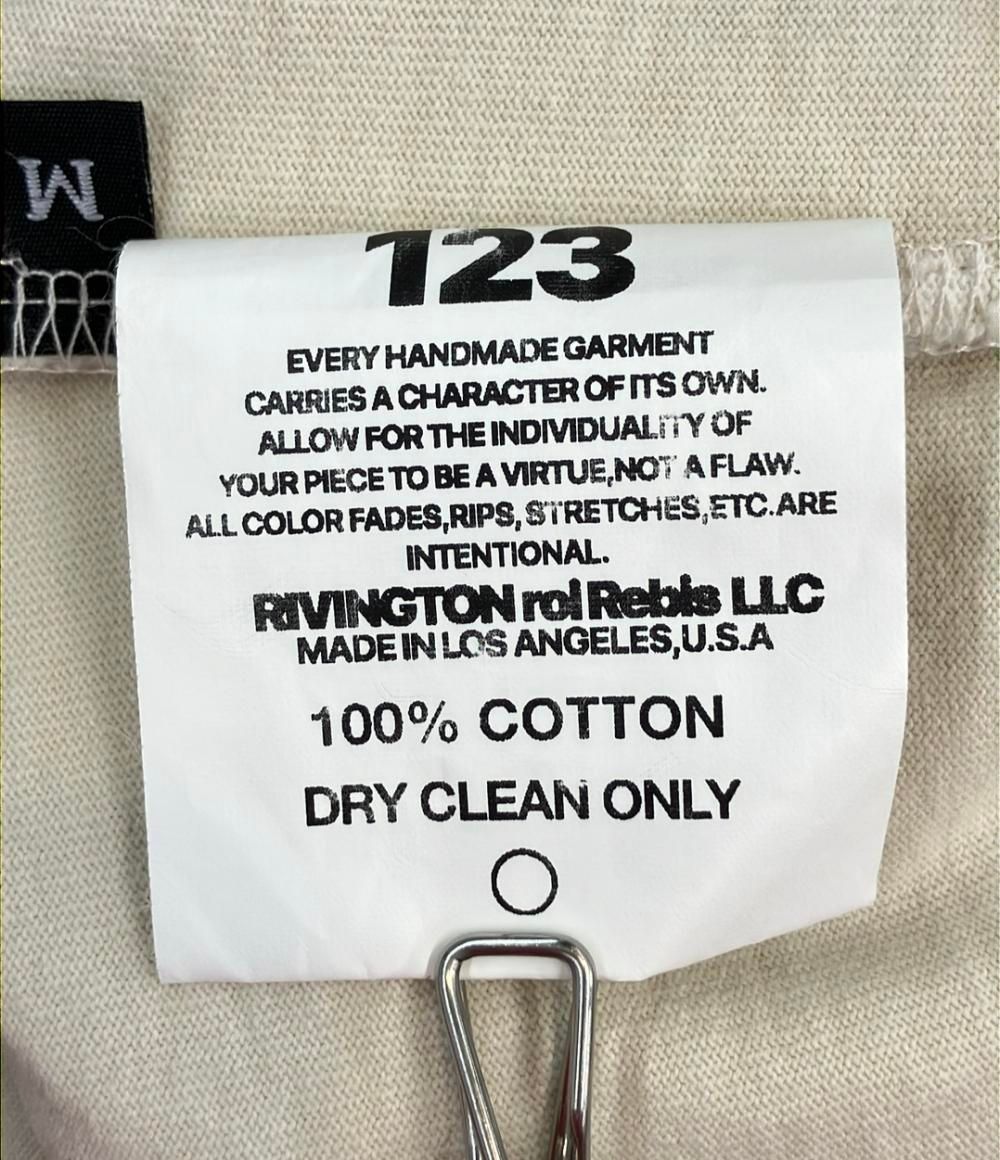 M
123
EVERY HANDMADE GARMENT
CARRIES A CHARACTER OF ITS OWN.
ALLOW FOR THE INDIVIDUALITY OF
YOUR PIECE TO BE A VIRTUE,NOT A FLAW.
ALL COLOR FADES,RIPS, STRETCHES,ETC.ARE
INTENTIONAL.
RIVINGTON roi Rebis LLC
MADE IN LOS ANGELES,U.S.A
100% COTTON
DRY CLEAN ONLY